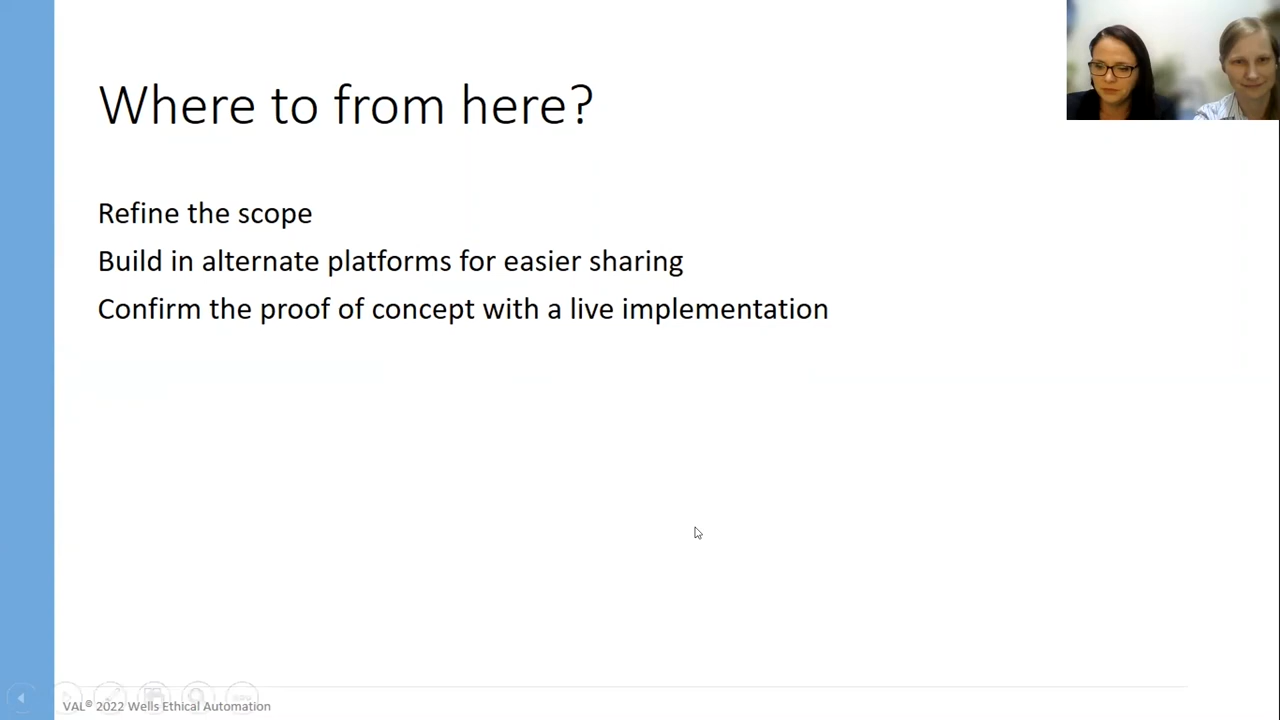 Where to from here?
Refine the scope
Build in alternate platforms for easier sharing
Confirm the proof of concept with a live implementation
VAL© 2022 Wells Ethical Automation